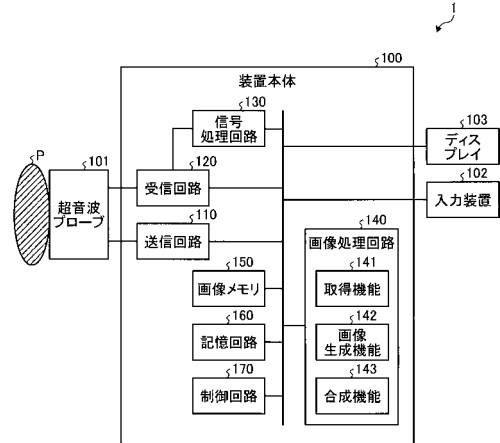 1
100
装置本体
130
信号
処理回路
103
ディス
プレイ
P
101
超音波
プローブ
120
受信回路
102
入力装置
110
送信回路
140
画像処理回路
150
画像メモリ
141
取得機能
160
記憶回路
142
画像
生成機能
170
制御回路
143
合成機能